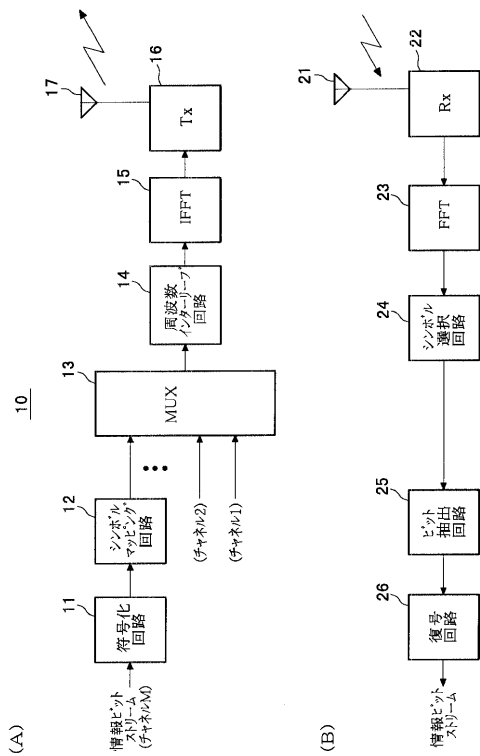 (A)
10
情報ビット
ストリーム
(チャネルM)
11
符号化
回路
12
シンボル
マッピング
回路
(チャネル2)
(チャネル1)
13
MUX
14
周波数
インターリーブ
回路
15
IFFT
16
Tx
17
(B)
21
22
Rx
23
FFT
24
シンボル
選択
回路
25
ビット
抽出
回路
26
復号
回路
情報ビット
ストリーム